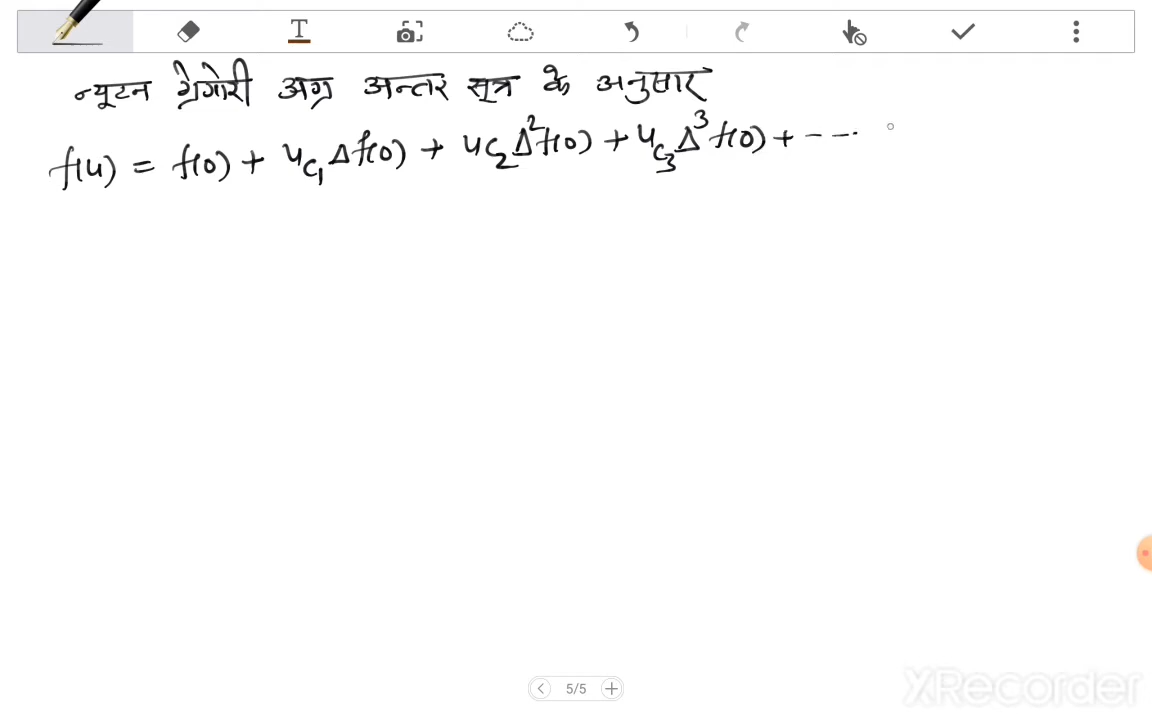 T
न्यूटन ग्रेगोरी अग्र अन्तर सूत्र के अनुसार
f(u) = f(0) + uc₁ Δf(0) + uc₂ Δ²f(0) + uc₃ Δ³f(0) + -- ---
5/5
XRecorder